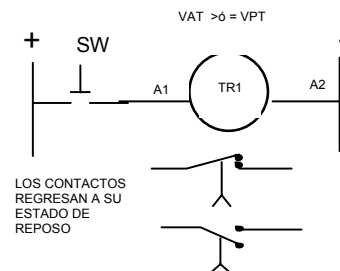 VAT >ó = VPT
+
SW
A1
TR1
A2
LOS CONTACTOS
REGRESAN A SU
ESTADO DE
REPOSO